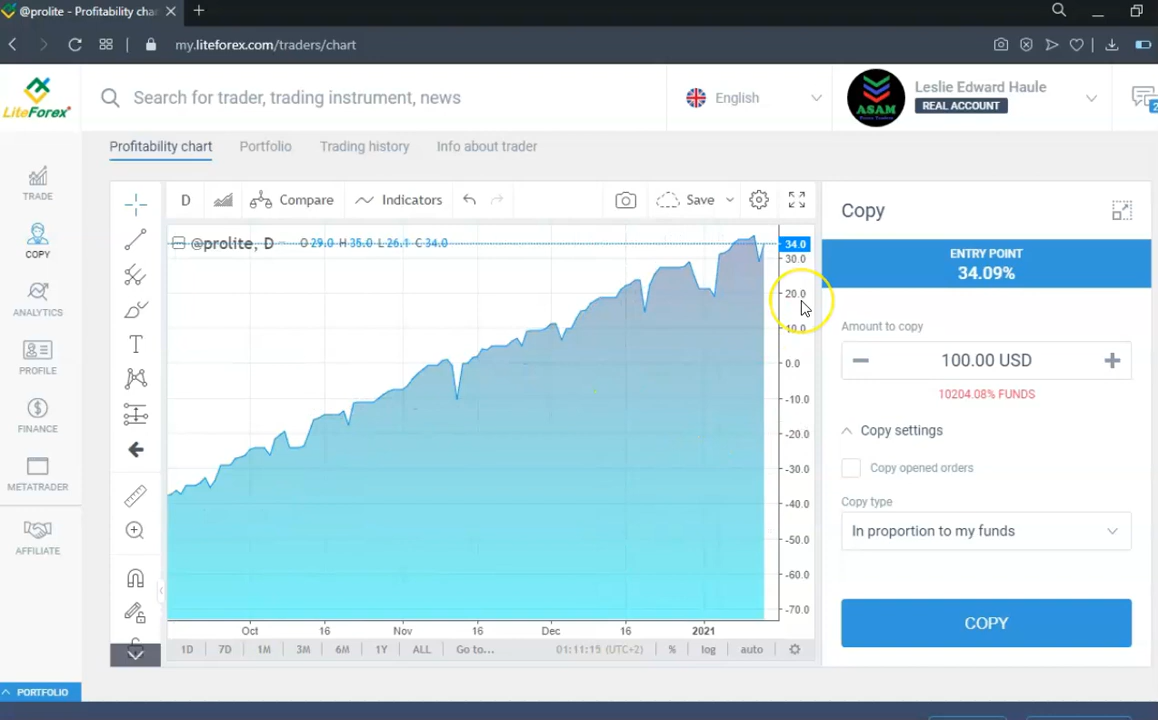 @prolite - Profitability cha
my.liteforex.com/traders/chart
LiteForex
Search for trader, trading instrument, news
English
ASAM
Leslie Edward Haule
REAL ACCOUNT
2
Profitability chart
Portfolio
Trading history
Info about trader
TRADE
COPY
ANALYTICS
PROFILE
FINANCE
METATRADER
AFFILIATE
PORTFOLIO
D
Compare
Indicators
Save
@prolite, D
O 29.0 H 35.0 L 26.1 C 34.0
34.0
30.0
20.0
10.0
0.0
-10.0
-20.0
-30.0
-40.0
-50.0
-60.0
-70.0
Oct
16
Nov
16
Dec
16
2021
1D
7D
1M
3M
6M
1Y
ALL
Go to...
01:11:15 (UTC+2)
%
log
auto
Copy
ENTRY POINT
34.09%
Amount to copy
100.00 USD
10204.08% FUNDS
Copy settings
Copy opened orders
Copy type
In proportion to my funds
COPY